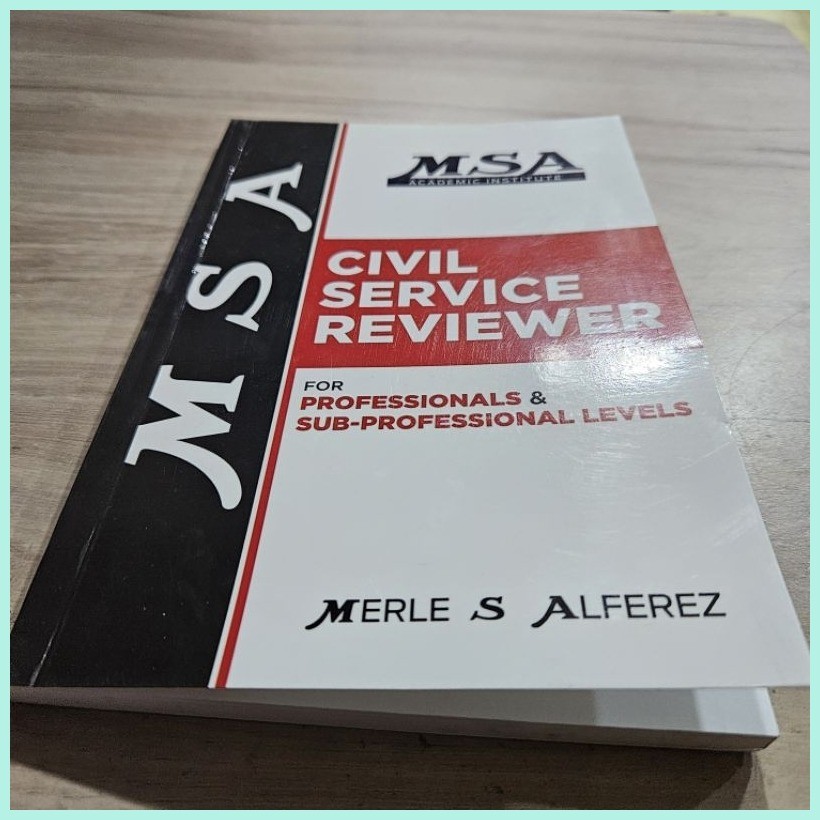 MSA
MSA
ACADEMIC INSTITUTE
CIVIL
SERVICE
REVIEWER
FOR
PROFESSIONALS &
SUB-PROFESSIONAL LEVELS
MERLE S ALFEREZ